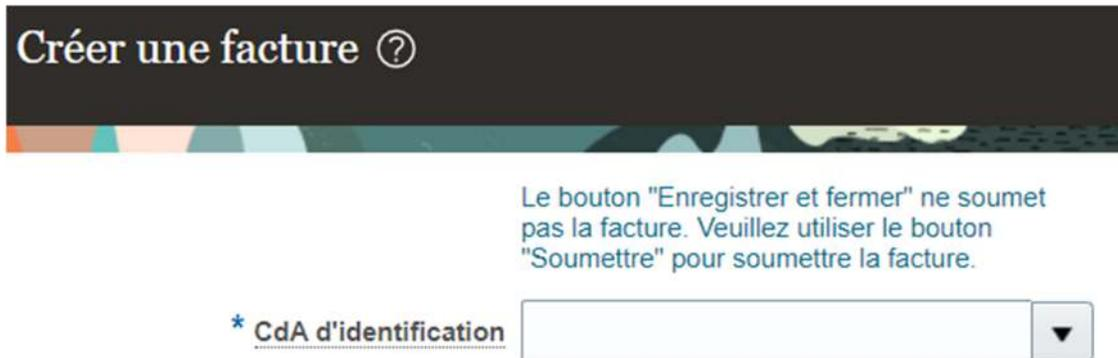 Créer une facture ?
Le bouton "Enregistrer et fermer" ne soumet
pas la facture. Veuillez utiliser le bouton
"Soumettre" pour soumettre la facture.
* CdA d'identification